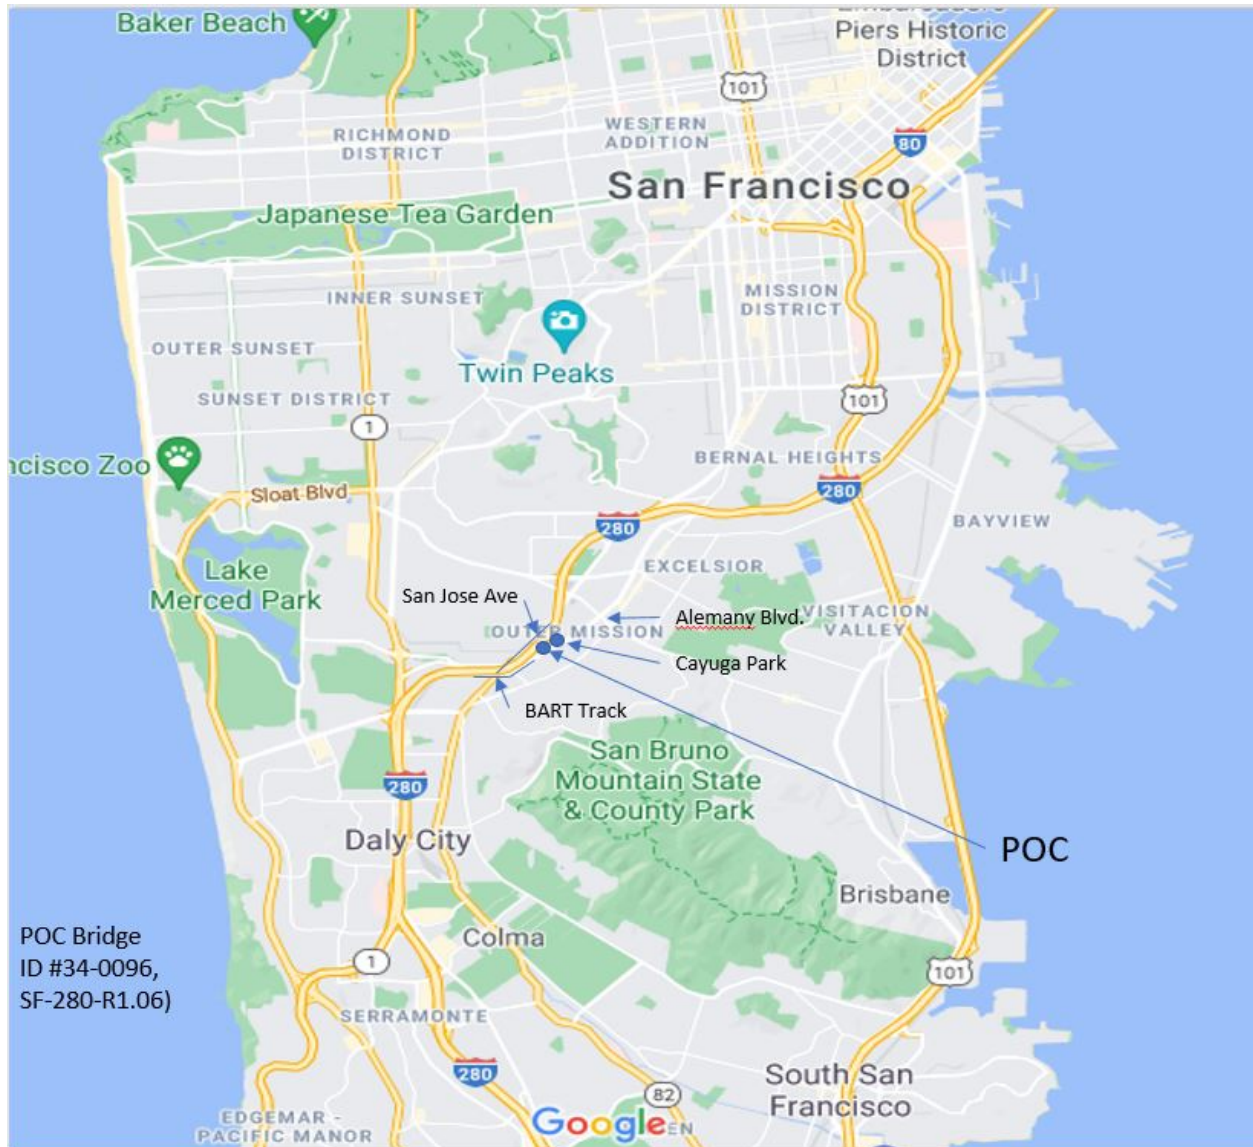 Baker Beach
Embarcadero
Piers Historic
District
101
RICHMOND
DISTRICT
WESTERN
ADDITION
80
San Francisco
Japanese Tea Garden
INNER SUNSET
MISSION
DISTRICT
OUTER SUNSET
Twin Peaks
SUNSET DISTRICT
1
101
ncisco Zoo
BERNAL HEIGHTS
Sloat Blvd
280
280
BAYVIEW
Lake
Merced Park
EXCELSIOR
San Jose Ave
OUTER MISSION
Alemany Blvd.
VISITACION
VALLEY
Cayuga Park
BART Track
San Bruno
Mountain State
& County Park
280
Daly City
POC
Brisbane
POC Bridge
ID #34-0096,
SF-280-R1.06)
Colma
1
101
SERRAMONTE
280
82
South San
Francisco
EDGEMAR -
PACIFIC MANOR
Google
EN